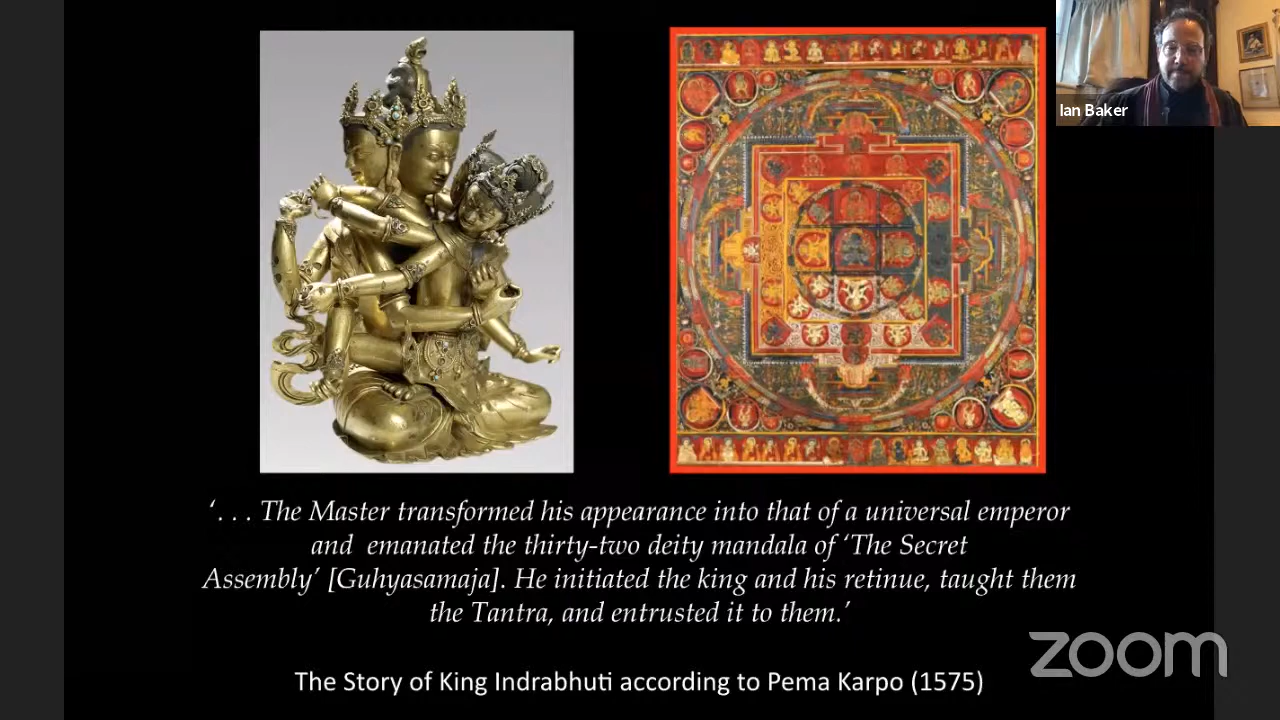 Ian Baker
‘. . . The Master transformed his appearance into that of a universal emperor
and emanated the thirty-two deity mandala of ‘The Secret
Assembly’ [Guhyasamaja]. He initiated the king and his retinue, taught them
the Tantra, and entrusted it to them.’
zoom
The Story of King Indrabhuti according to Pema Karpo (1575)